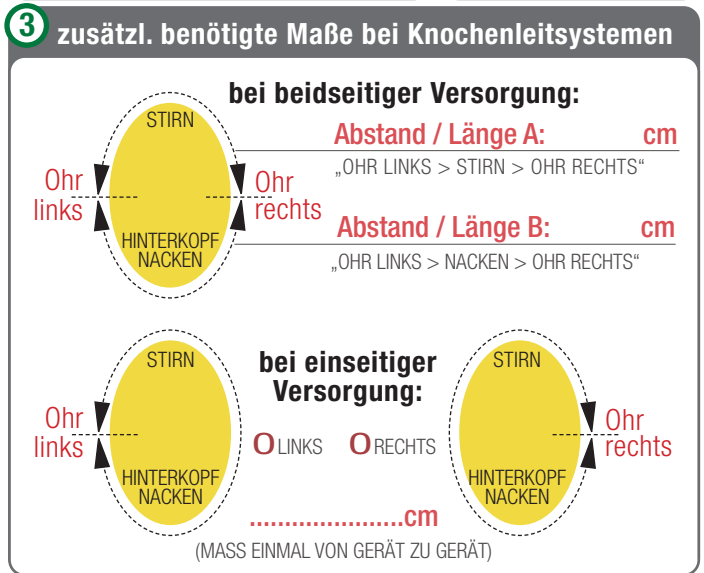 3 zusätzl. benötigte Maße bei Knochenleitsystemen
bei beidseitiger Versorgung:
STIRN
Ohr
links
Ohr
rechts
HINTERKOPF
NACKEN
Abstand / Länge A: cm
„OHR LINKS > STIRN > OHR RECHTS“
Abstand / Länge B: cm
„OHR LINKS > NACKEN > OHR RECHTS“
bei einseitiger
Versorgung:
STIRN
Ohr
links
HINTERKOPF
NACKEN
O LINKS O RECHTS
......................cm
(MASS EINMAL VON GERÄT ZU GERÄT)
STIRN
Ohr
rechts
HINTERKOPF
NACKEN